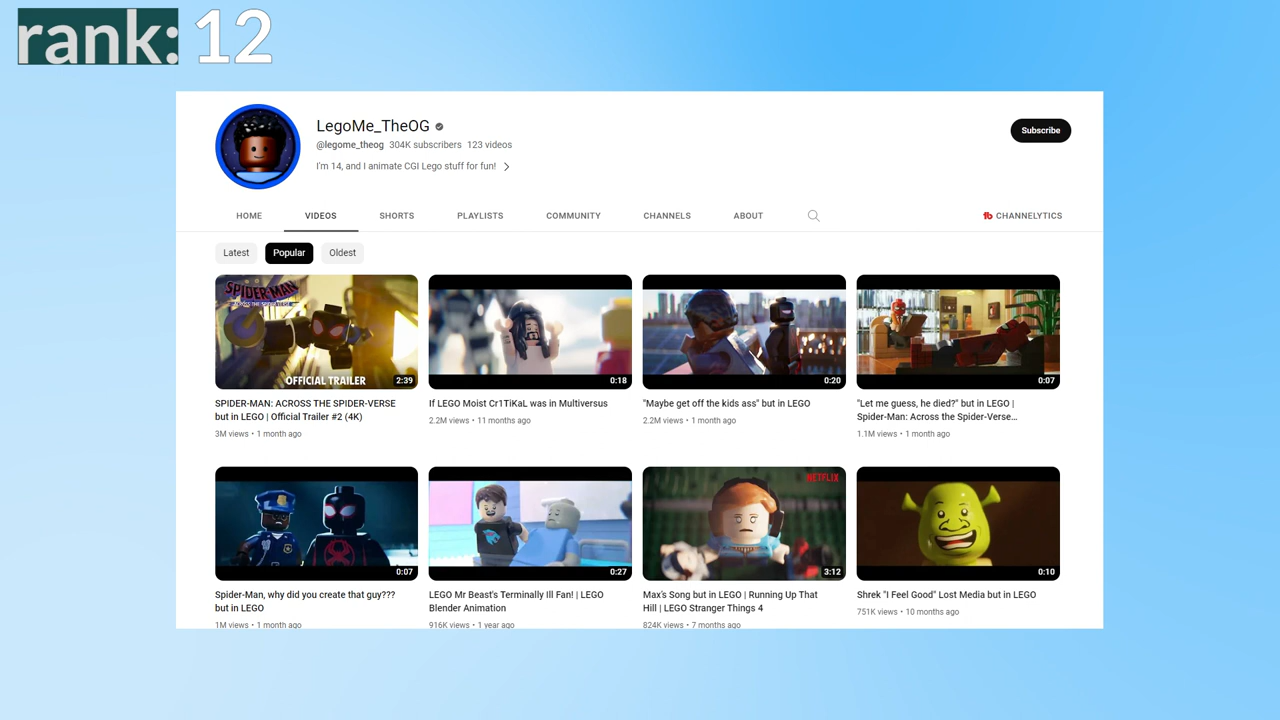 rank: 12
LegoMe_TheOG
@legome_theog 304K subscribers 123 videos
I'm 14, and I animate CGI Lego stuff for fun!
Subscribe
HOME VIDEOS SHORTS PLAYLISTS COMMUNITY CHANNELS ABOUT CHANNELYTICS
Latest Popular Oldest
SPIDER-MAN
ACROSS THE SPIDER-VERSE
OFFICIAL TRAILER 2:39
0:18
0:20
0:07
SPIDER-MAN: ACROSS THE SPIDER-VERSE
but in LEGO | Official Trailer #2 (4K)
3M views • 1 month ago
If LEGO Moist Cr1TiKaL was in Multiversus
2.2M views • 11 months ago
"Maybe get off the kids ass" but in LEGO
2.2M views • 1 month ago
"Let me guess, he died?" but in LEGO |
Spider-Man: Across the Spider-Verse...
1.1M views • 1 month ago
0:07
0:27
NETFLIX
3:12
0:10
Spider-Man, why did you create that guy???
but in LEGO
1M views • 1 month ago
LEGO Mr Beast's Terminally Ill Fan! | LEGO
Blender Animation
916K views • 1 year ago
Max's Song but in LEGO | Running Up That
Hill | LEGO Stranger Things 4
824K views • 7 months ago
Shrek "I Feel Good" Lost Media but in LEGO
751K views • 10 months ago